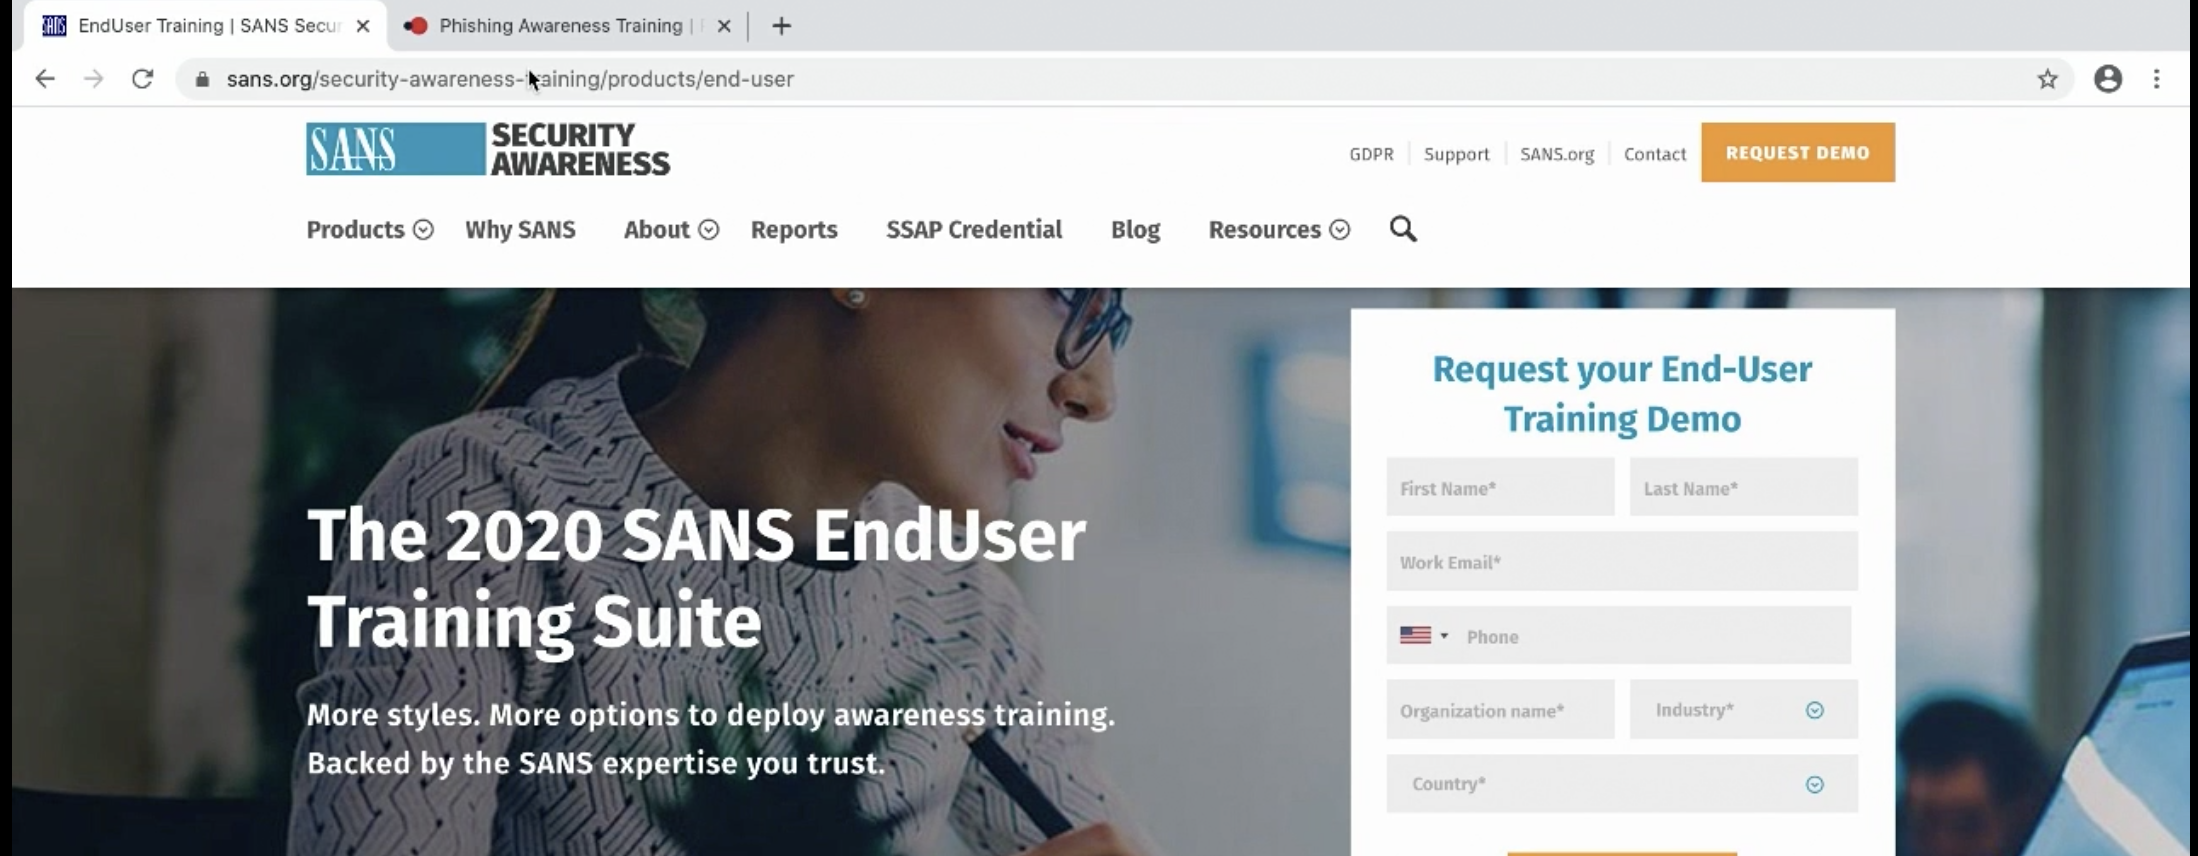 EndUser Training | SANS Secur
Phishing Awareness Training |
sans.org/security-awareness-training/products/end-user
SANS SECURITY
AWARENESS
GDPR Support SANS.org Contact REQUEST DEMO
Products Why SANS About Reports SSAP Credential Blog Resources
Request your End-User
Training Demo
First Name* Last Name*
Work Email*
Phone
Organization name* Industry*
Country*
The 2020 SANS EndUser
Training Suite
More styles. More options to deploy awareness training.
Backed by the SANS expertise you trust.